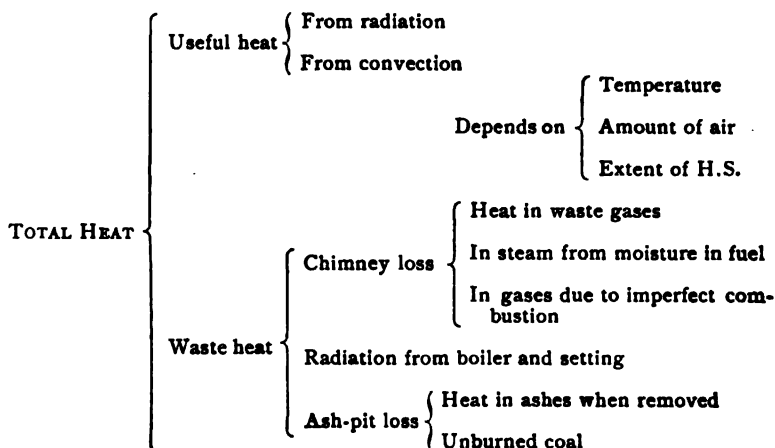 Useful heat
From radiation
From convection
Depends on
Temperature
Amount of air
Extent of H.S.
TOTAL HEAT
Waste heat
Chimney loss
Heat in waste gases
In steam from moisture in fuel
In gases due to imperfect com-
bustion
Radiation from boiler and setting
Ash-pit loss
Heat in ashes when removed
Unburned coal